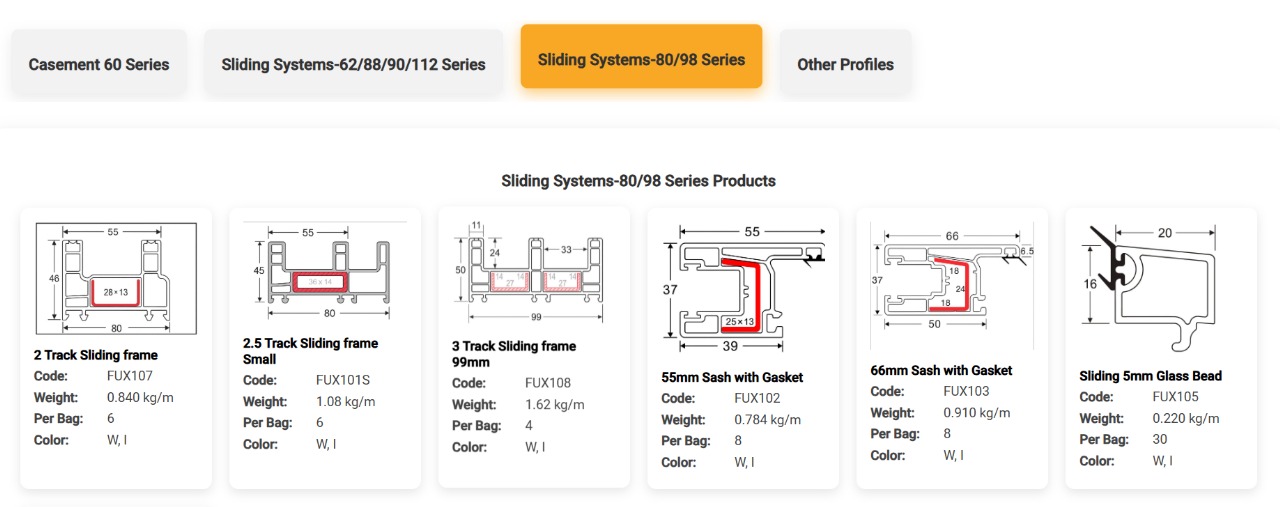 Casement 60 Series
Sliding Systems-62/88/90/112 Series
Sliding Systems-80/98 Series
Other Profiles
Sliding Systems-80/98 Series Products
55
46
28×13
80
2 Track Sliding frame
Code: FUX107
Weight: 0.840 kg/m
Per Bag: 6
Color: W, I
55
45
36 x 14
80
2.5 Track Sliding frame
Small
Code: FUX101S
Weight: 1.08 kg/m
Per Bag: 6
Color: W, I
11
24
33
50
14 14 14 14
27 27
99
3 Track Sliding frame
99mm
Code: FUX108
Weight: 1.62 kg/m
Per Bag: 4
Color: W, I
55
37
25×13
39
55mm Sash with Gasket
Code: FUX102
Weight: 0.784 kg/m
Per Bag: 8
Color: W, I
66
6.5
18
37
24
18
50
66mm Sash with Gasket
Code: FUX103
Weight: 0.910 kg/m
Per Bag: 8
Color: W, I
20
16
Sliding 5mm Glass Bead
Code: FUX105
Weight: 0.220 kg/m
Per Bag: 30
Color: W, I